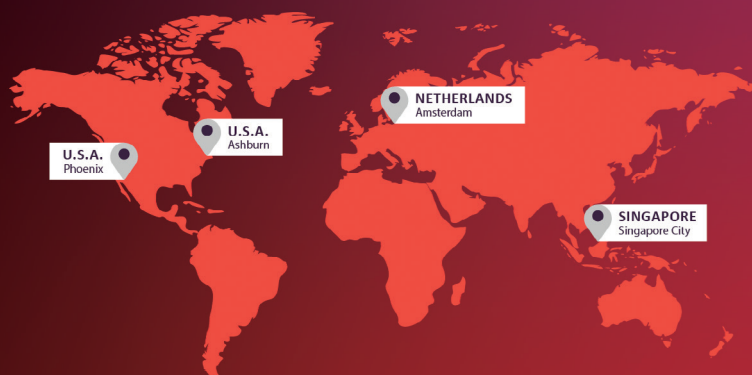 NETHERLANDS
Amsterdam
U.S.A.
Ashburn
U.S.A.
Phoenix
SINGAPORE
Singapore City